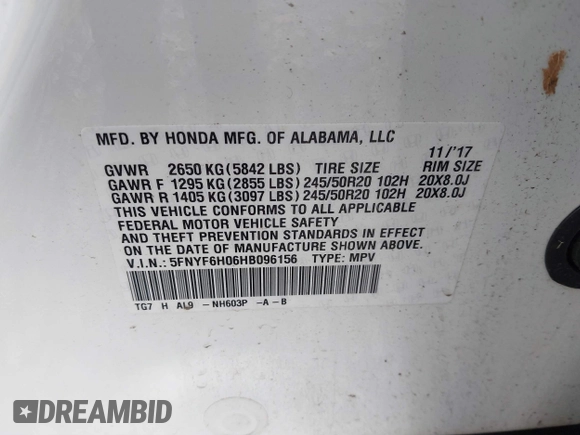 MFD. BY HONDA MFG. OF ALABAMA, LLC 11/'17
GVWR 2650 KG (5842 LBS) TIRE SIZE RIM SIZE
GAWR F 1295 KG (2855 LBS) 245/50R20 102H 20X8.0J
GAWR R 1405 KG (3097 LBS) 245/50R20 102H 20X8.0J
THIS VEHICLE CONFORMS TO ALL APPLICABLE
FEDERAL MOTOR VEHICLE SAFETY
AND THEFT PREVENTION STANDARDS IN EFFECT
ON THE DATE OF MANUFACTURE SHOWN ABOVE.
V.I.N.: 5FNYF6H06HB096156 TYPE: MPV
TG7 H AL9 -NH603P -A-B
DREAMBID